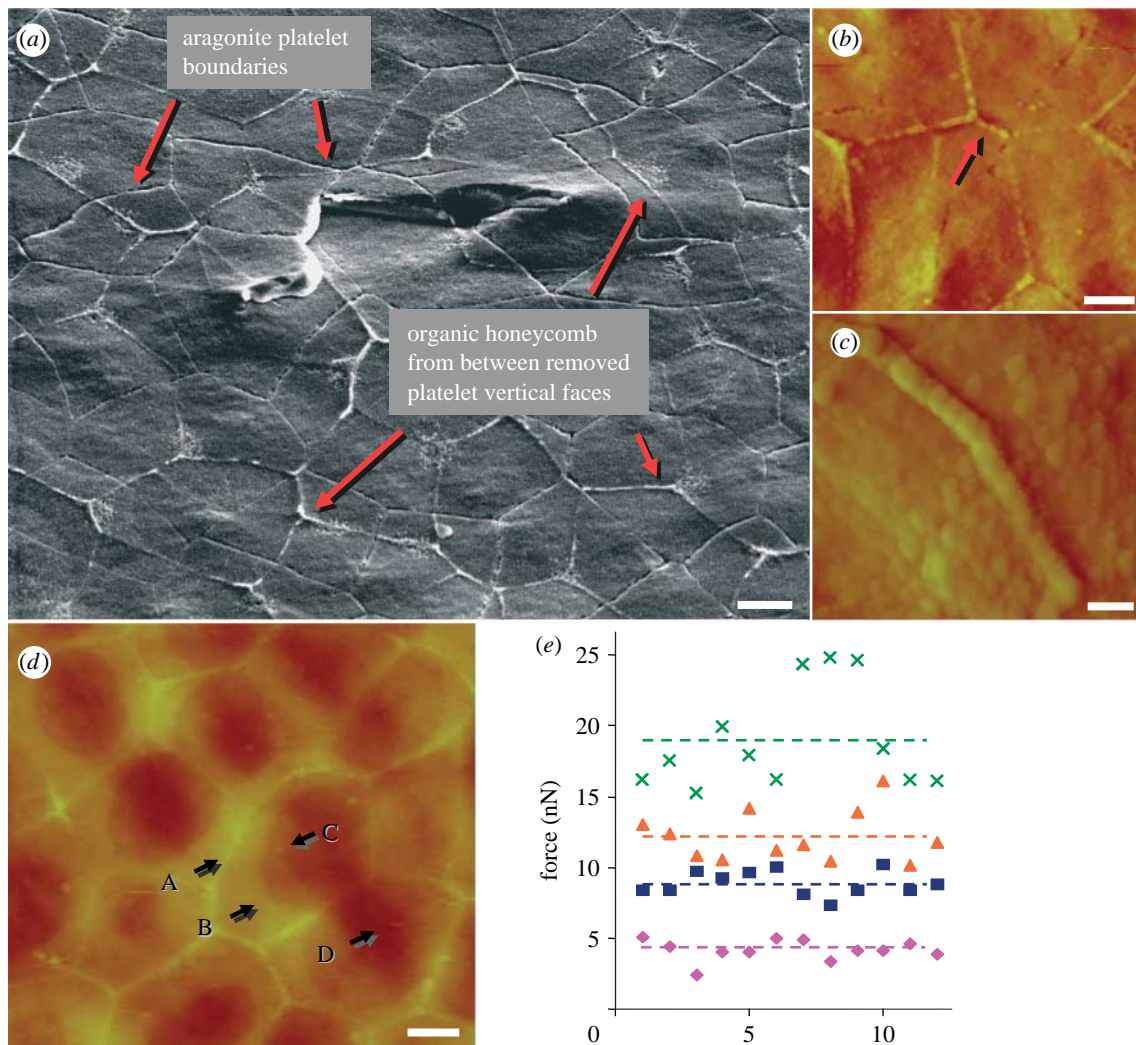 (a)
aragonite platelet
boundaries
organic honeycomb
from between removed
platelet vertical faces
(b)
(c)
(d)
A
B
C
D
(e)
force (nN)
25
20
15
10
5
0
5
10